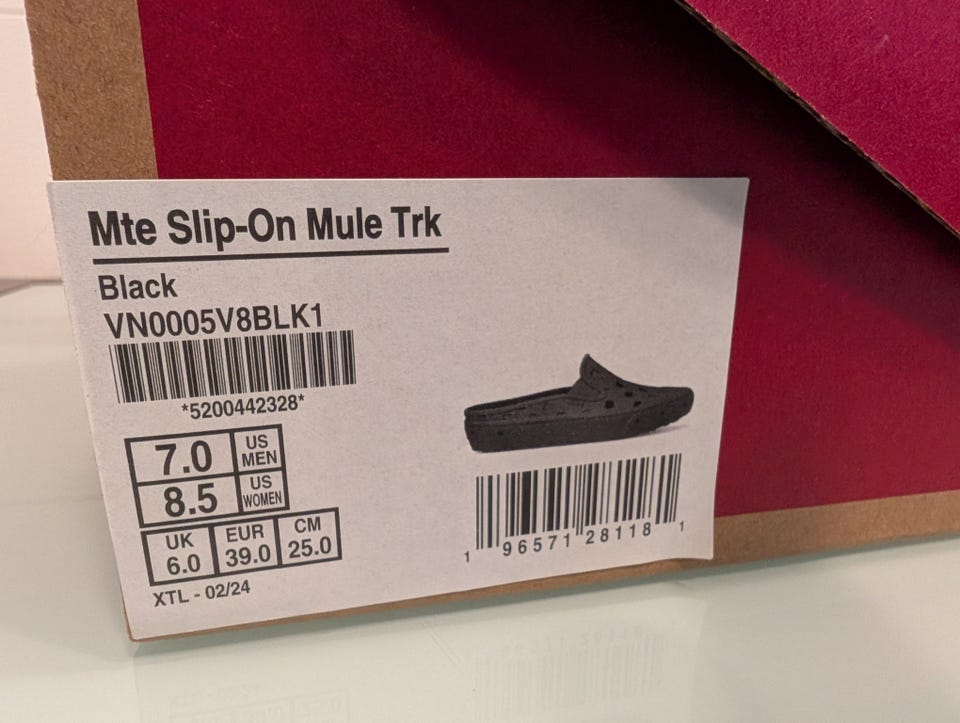 Mte Slip-On Mule Trk
Black
VN0005V8BLK1
*5200442328*
7.0 US MEN
8.5 US WOMEN
UK EUR CM
6.0 39.0 25.0
XTL - 02/24
1 96571 28118 1